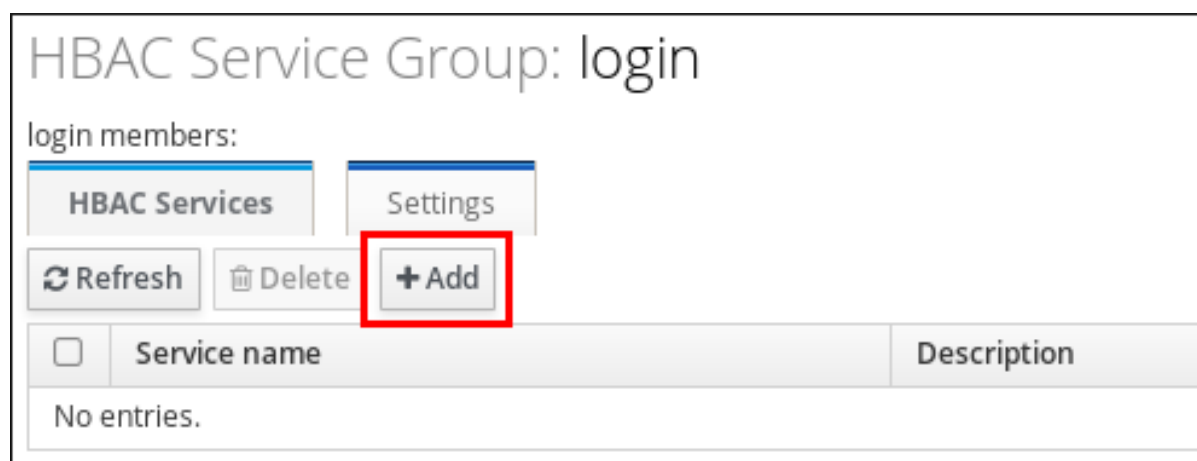 HBAC Service Group: login
login members:
HBAC Services Settings
Refresh Delete Add
Service name Description
No entries.